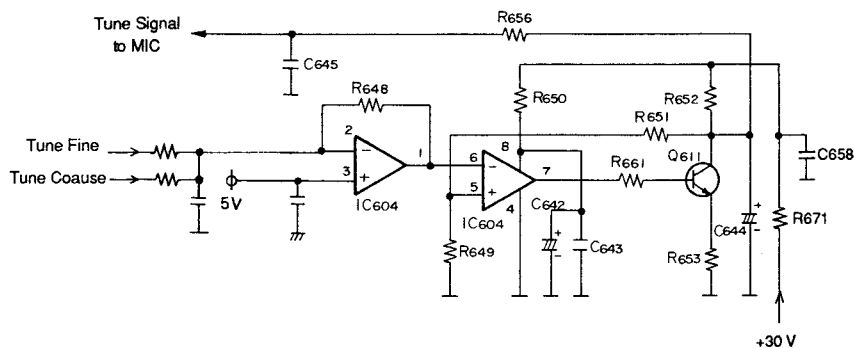 Tune Signal
to MIC
R656
C645
R648
R650
R652
R651
Tune Fine
2
1
8
Q611
C658
Tune Coause
3
6
7
R661
5V
IC604
5
4
IC604
C642
C643
C644
R671
R649
R653
+30 V
- + - + + - + -